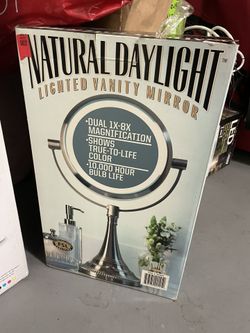 NATURAL DAYLIGHT
LIGHTED VANITY MIRROR
•DUAL 1X-8X
MAGNIFICATION
•SHOWS
TRUE-TO-LIFE
COLOR
•10,000 HOUR
BULB LIFE